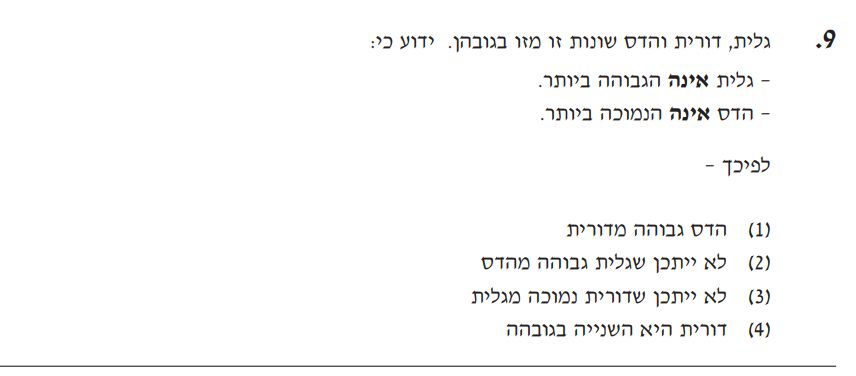 9. גלית, דורית והדס שונות זו מזו בגובהן. ידוע כי:
– גלית אינה הגבוהה ביותר.
– הדס אינה הנמוכה ביותר.
לפיכך –
(1) הדס גבוהה מדורית
(2) לא ייתכן שגלית גבוהה מהדס
(3) לא ייתכן שדורית נמוכה מגלית
(4) דורית היא השנייה בגובהה